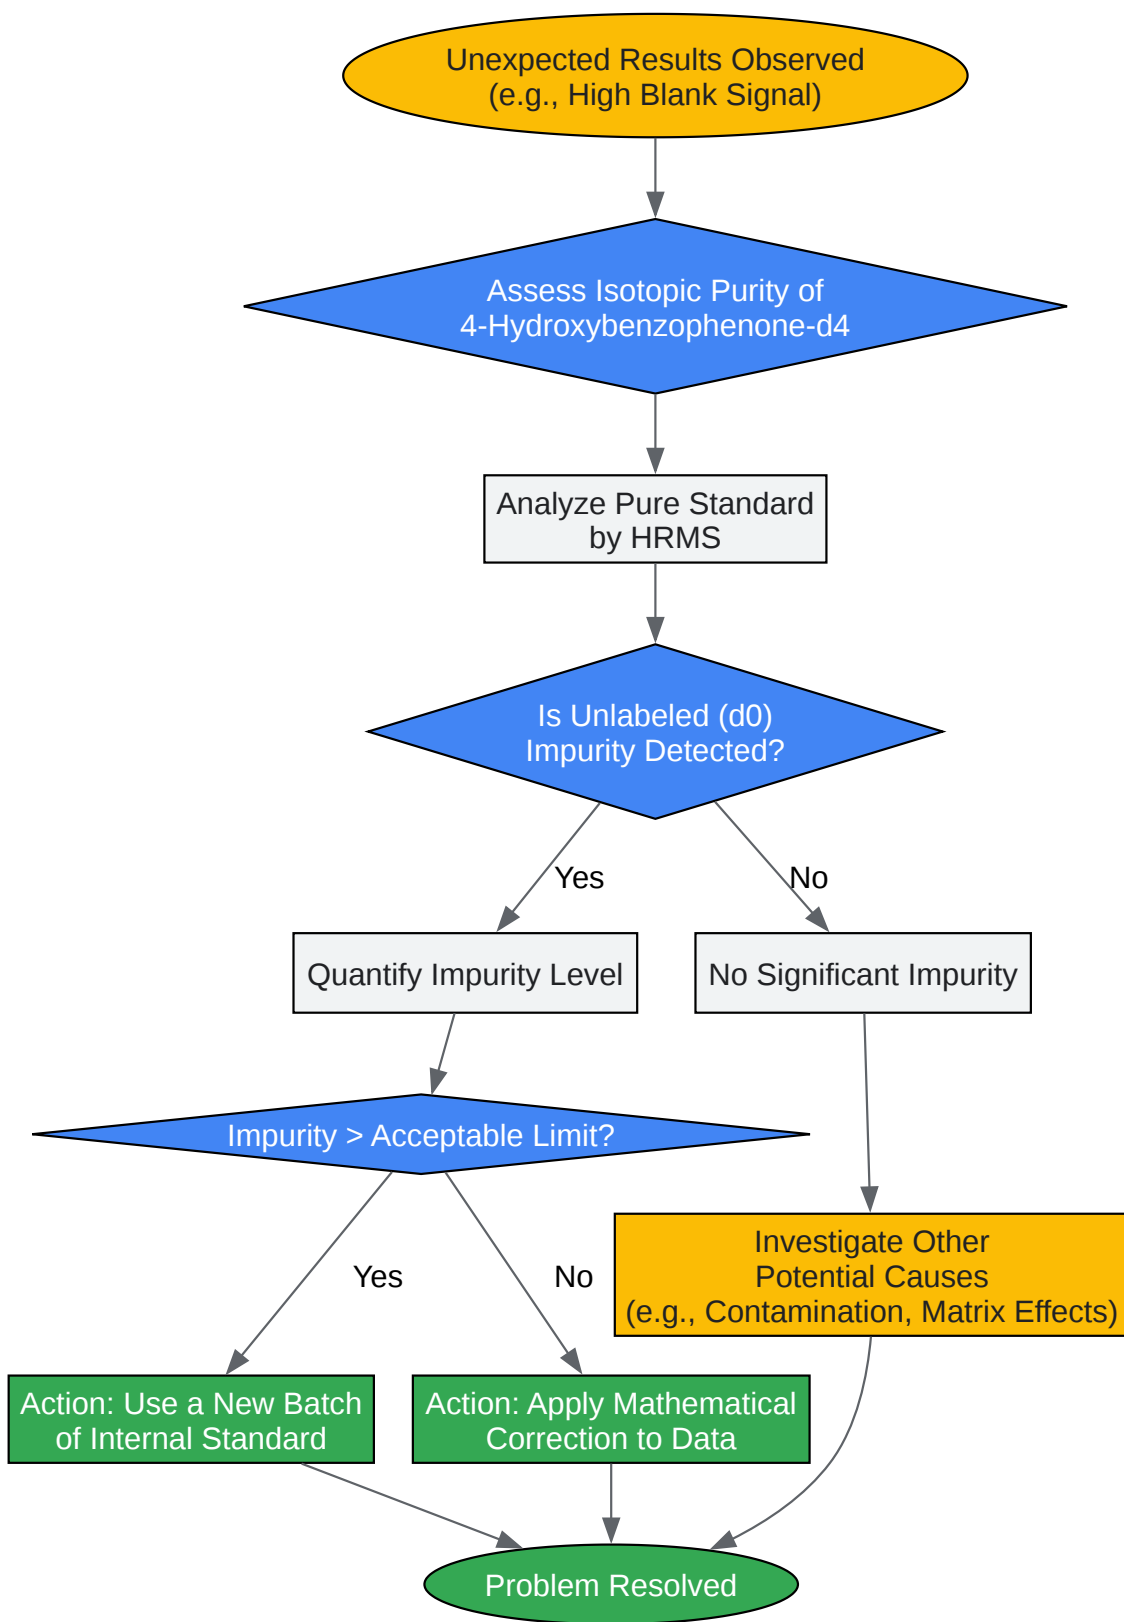 Unexpected Results Observed
(e.g., High Blank Signal)
Assess Isotopic Purity of
4-Hydroxybenzophenone-d4
Analyze Pure Standard
by HRMS
Is Unlabeled (d0)
Impurity Detected?
Yes
No
Quantify Impurity Level
No Significant Impurity
Impurity > Acceptable Limit?
Investigate Other
Potential Causes
(e.g., Contamination, Matrix Effects)
Yes
No
Action: Use a New Batch
of Internal Standard
Action: Apply Mathematical
Correction to Data
Problem Resolved